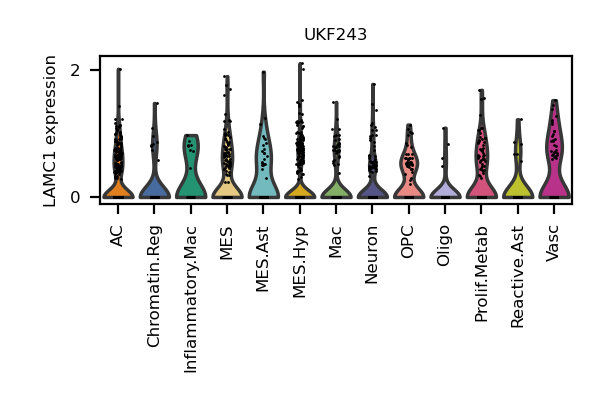 UKF243
LAMC1 expression
2
0
AC
Chromatin.Reg
Inflammatory.Mac
MES
MES.Ast
MES.Hyp
Mac
Neuron
OPC
Oligo
Prolif.Metab
Reactive.Ast
Vasc